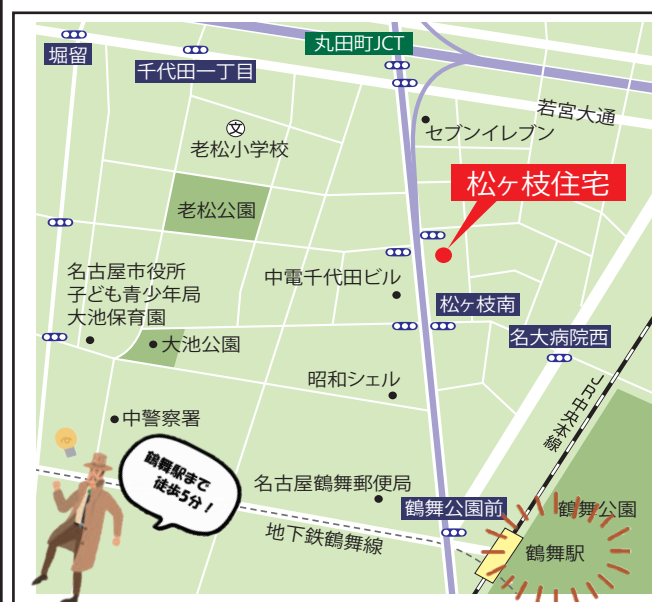 堀留
千代田一丁目
丸田町JCT
若宮大通
セブンイレブン
文
老松小学校
松ヶ枝住宅
老松公園
名古屋市役所
子ども青少年局
大池保育園
中電千代田ビル
松ヶ枝南
大池公園
名大病院西
昭和シェル
JR中央本線
中警察署
鶴舞駅まで
徒歩5分!
名古屋鶴舞郵便局
鶴舞公園前
鶴舞公園
地下鉄鶴舞線
鶴舞駅